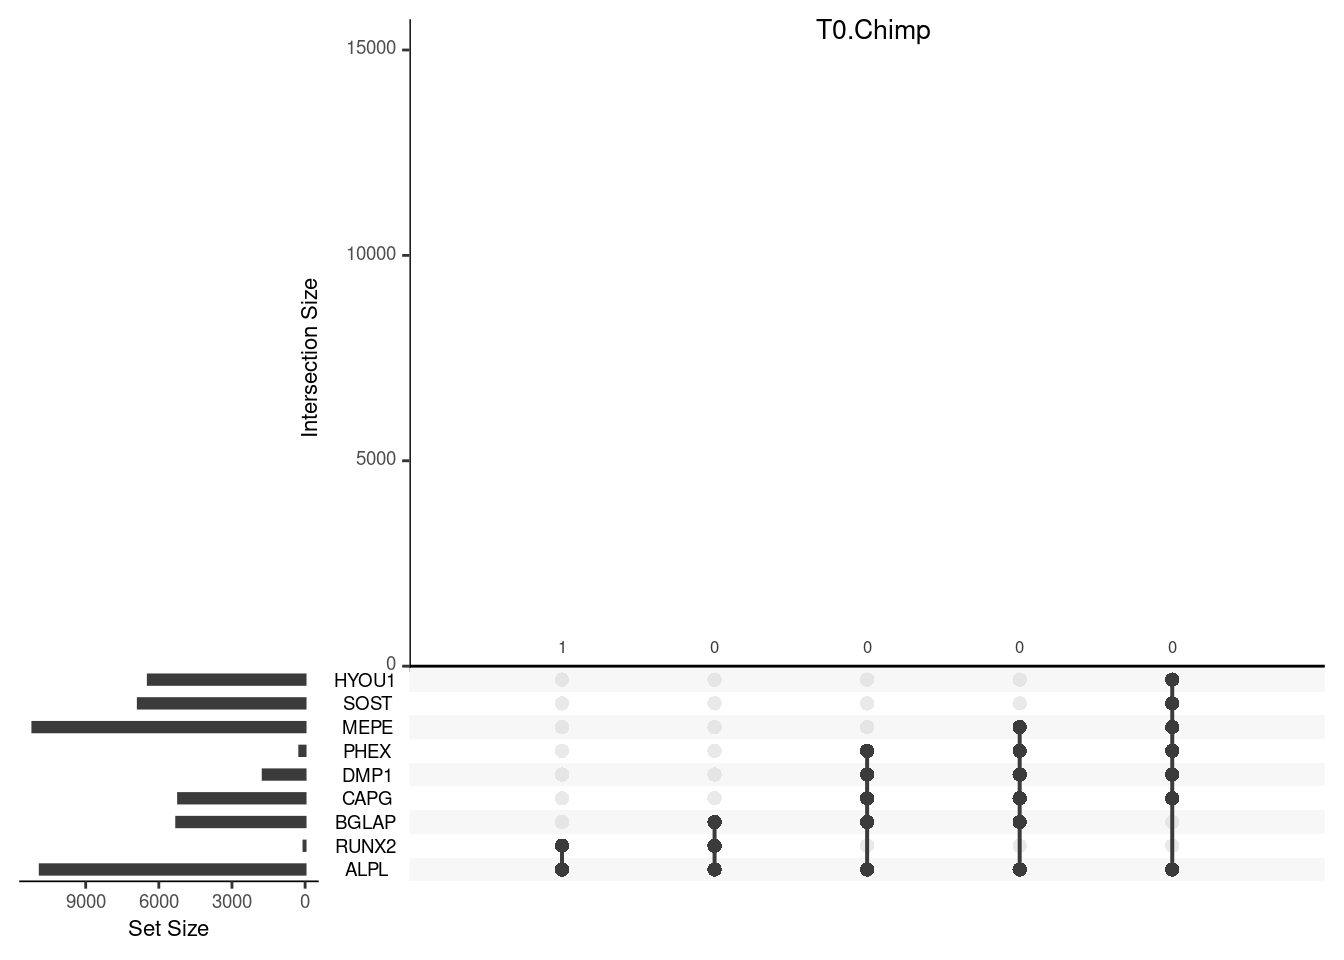 T0.Chimp
15000
10000
5000
0
Intersection Size
1 0 0 0 0
HYOU1
SOST
MEPE
PHEX
DMP1
CAPG
BGLAP
RUNX2
ALPL
9000 6000 3000 0
Set Size